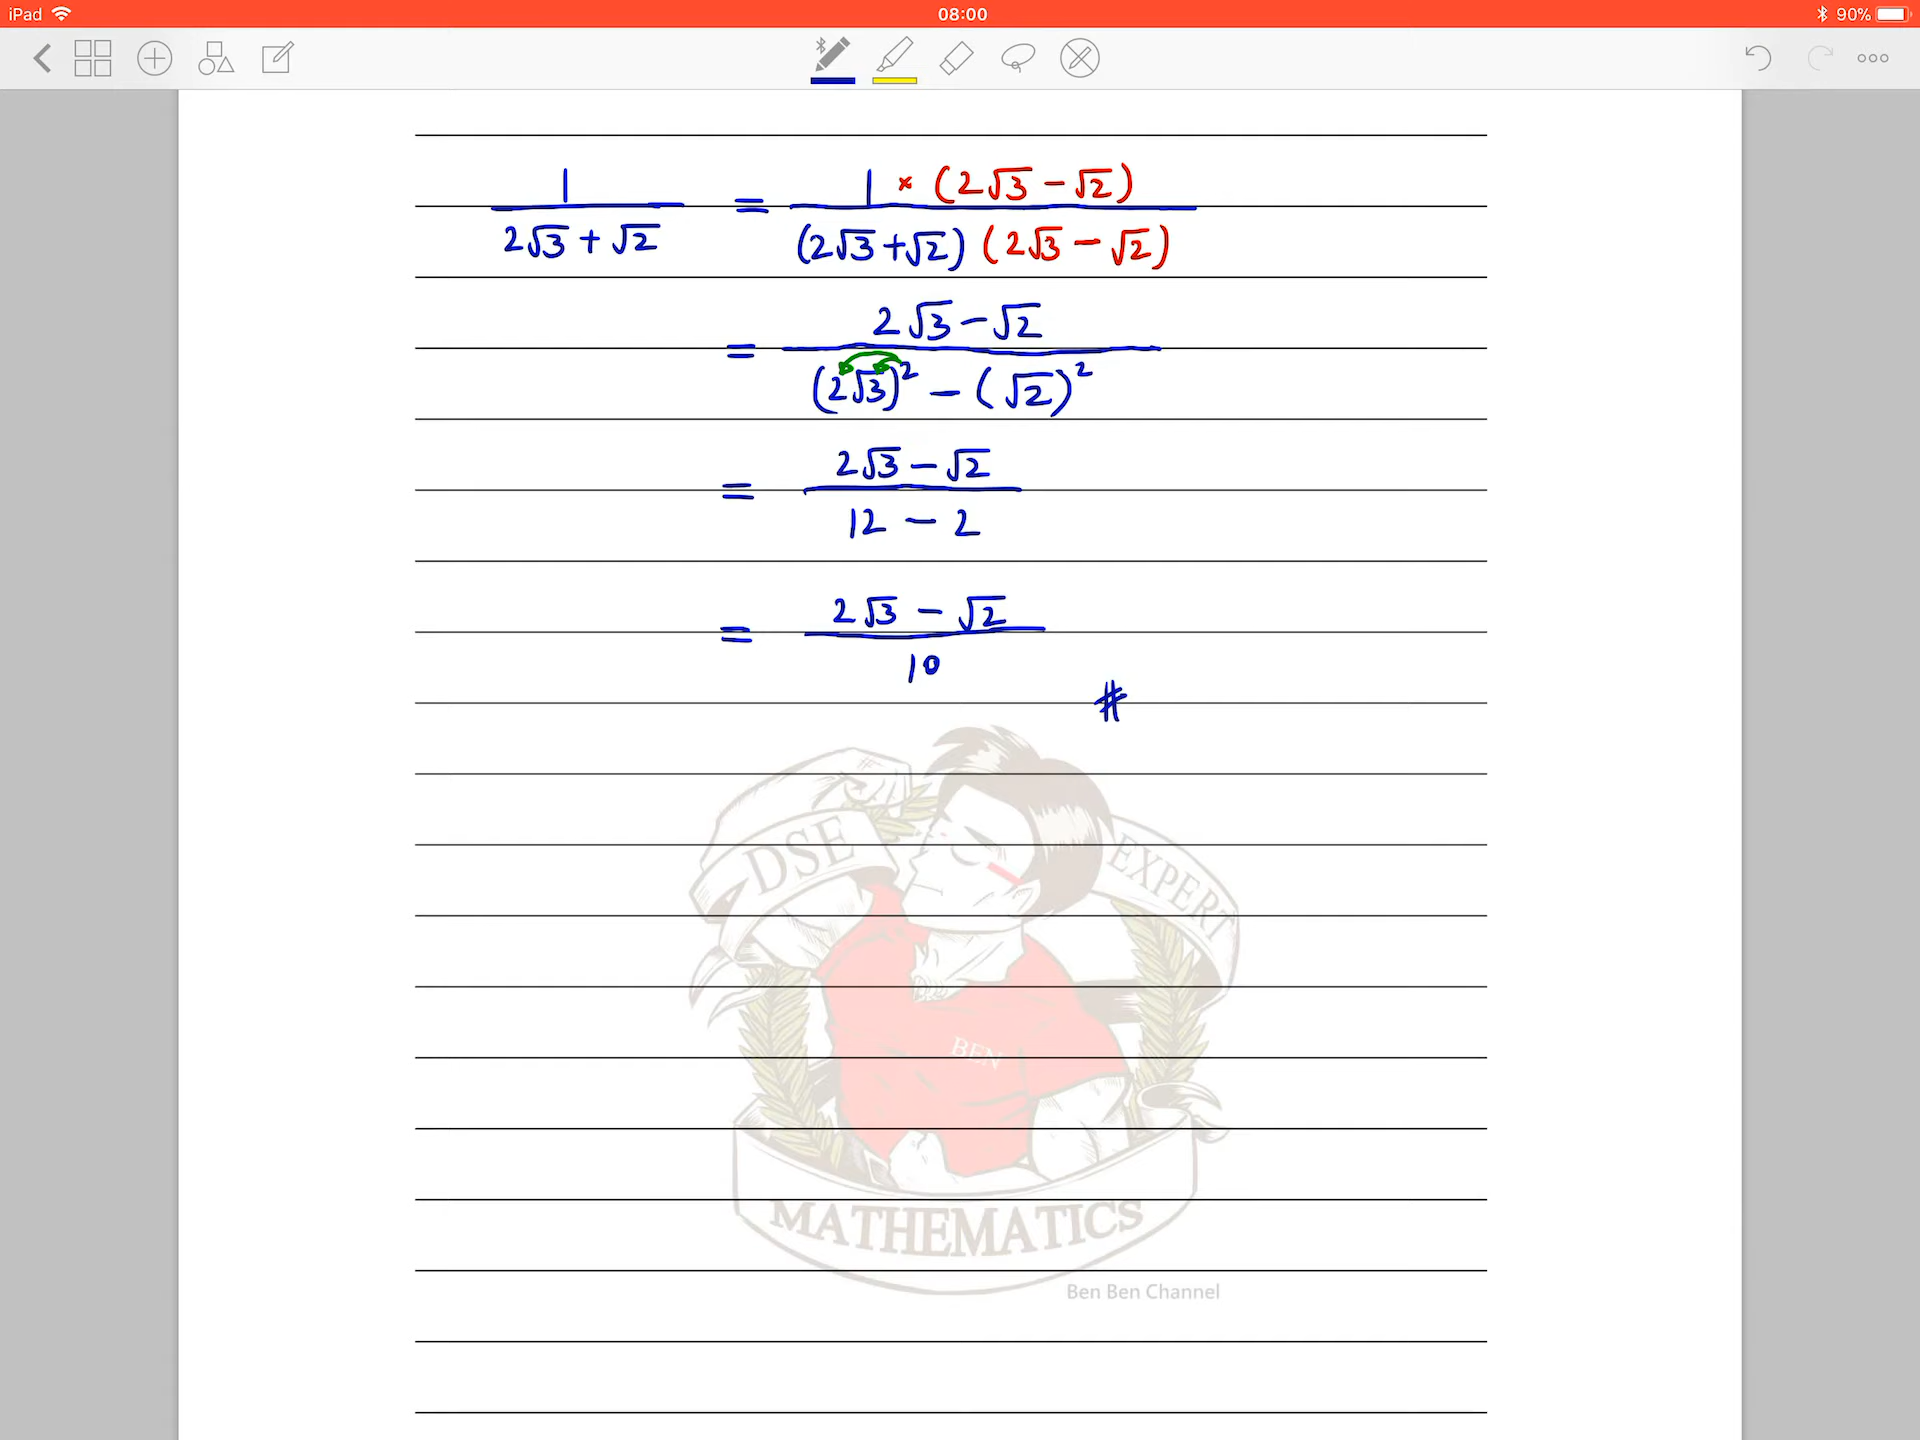 iPad 08:00 90%
1/(2√3 + √2) = 1 × (2√3 − √2)/((2√3 + √2)(2√3 − √2))
= (2√3 − √2)/((2√3)² − (√2)²)
= (2√3 − √2)/(12 − 2)
= (2√3 − √2)/10
#
DSE EXPERT
BEN
MATHEMATICS
Ben Ben Channel